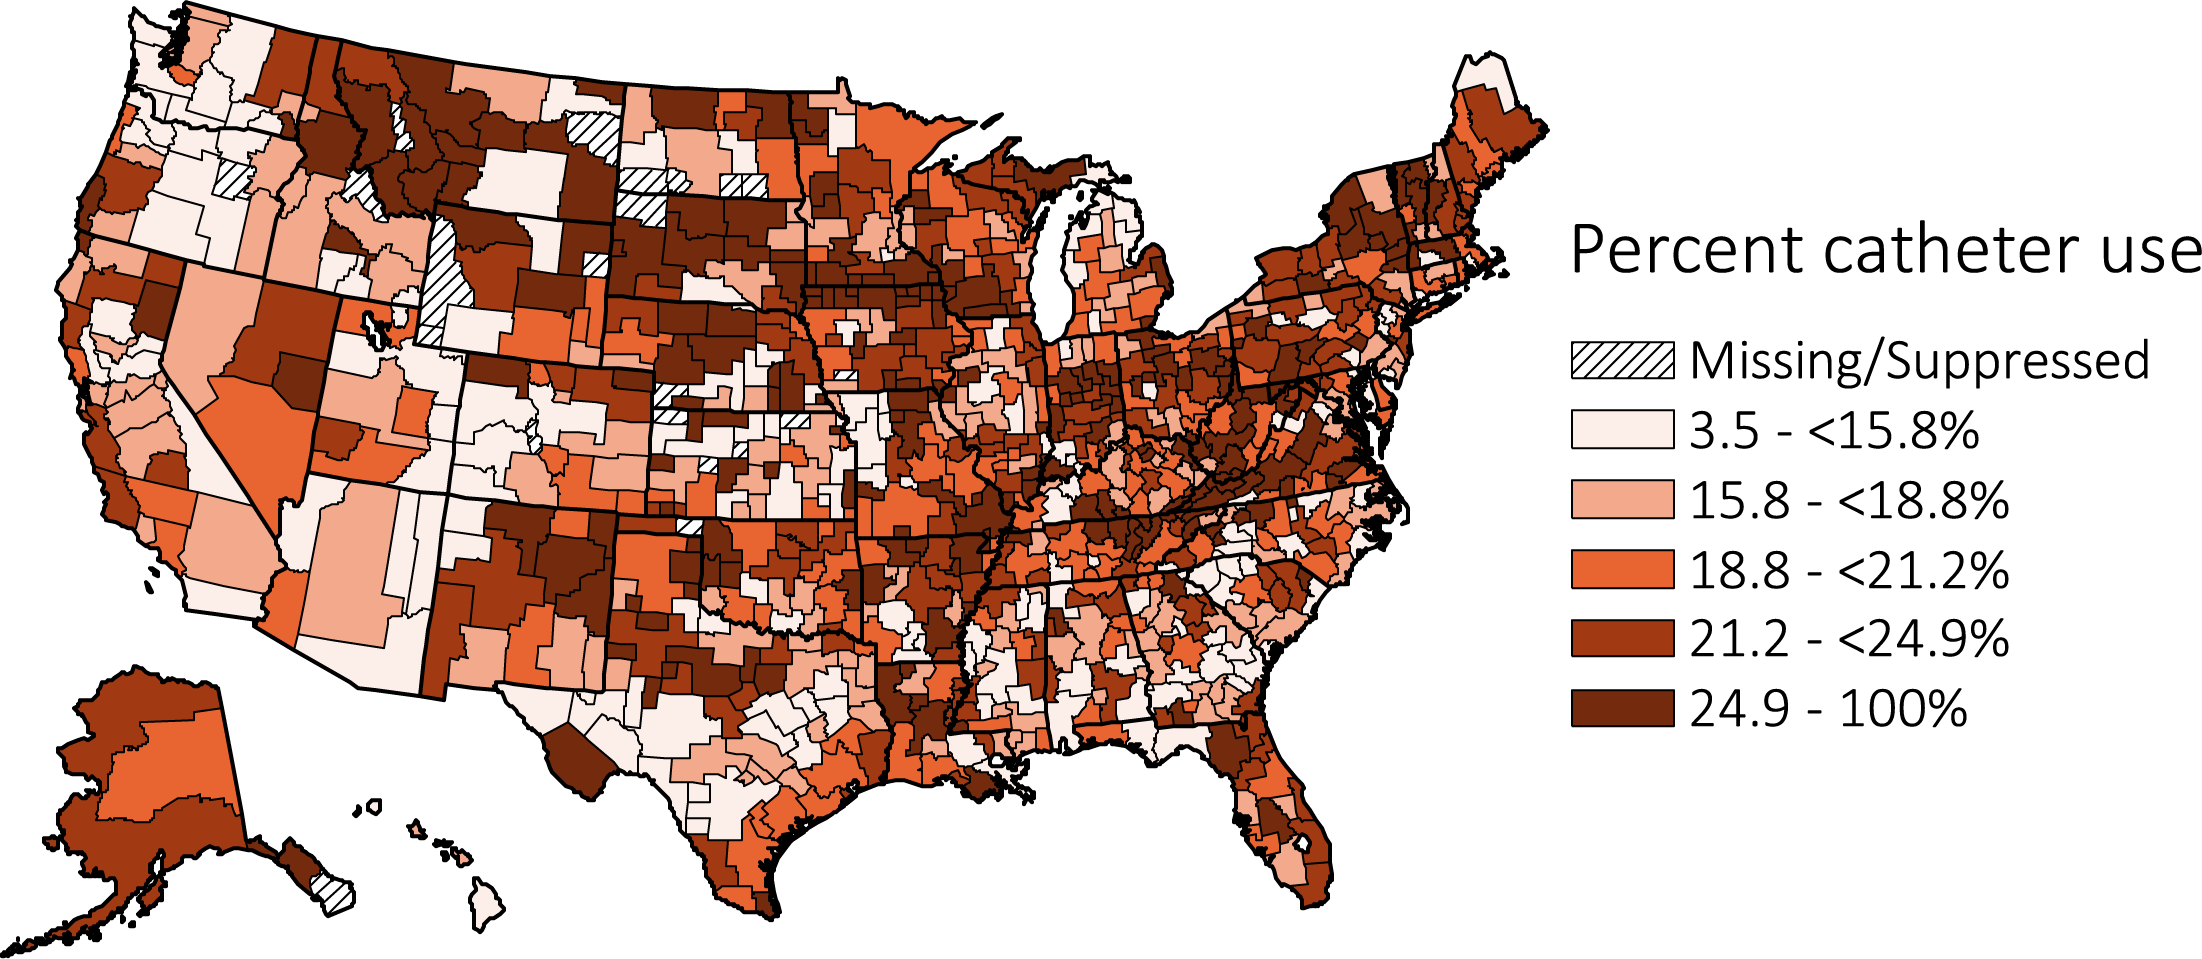 Percent catheter use
Missing/Suppressed
3.5 - <15.8%
15.8 - <18.8%
18.8 - <21.2%
21.2 - <24.9%
24.9 - 100%